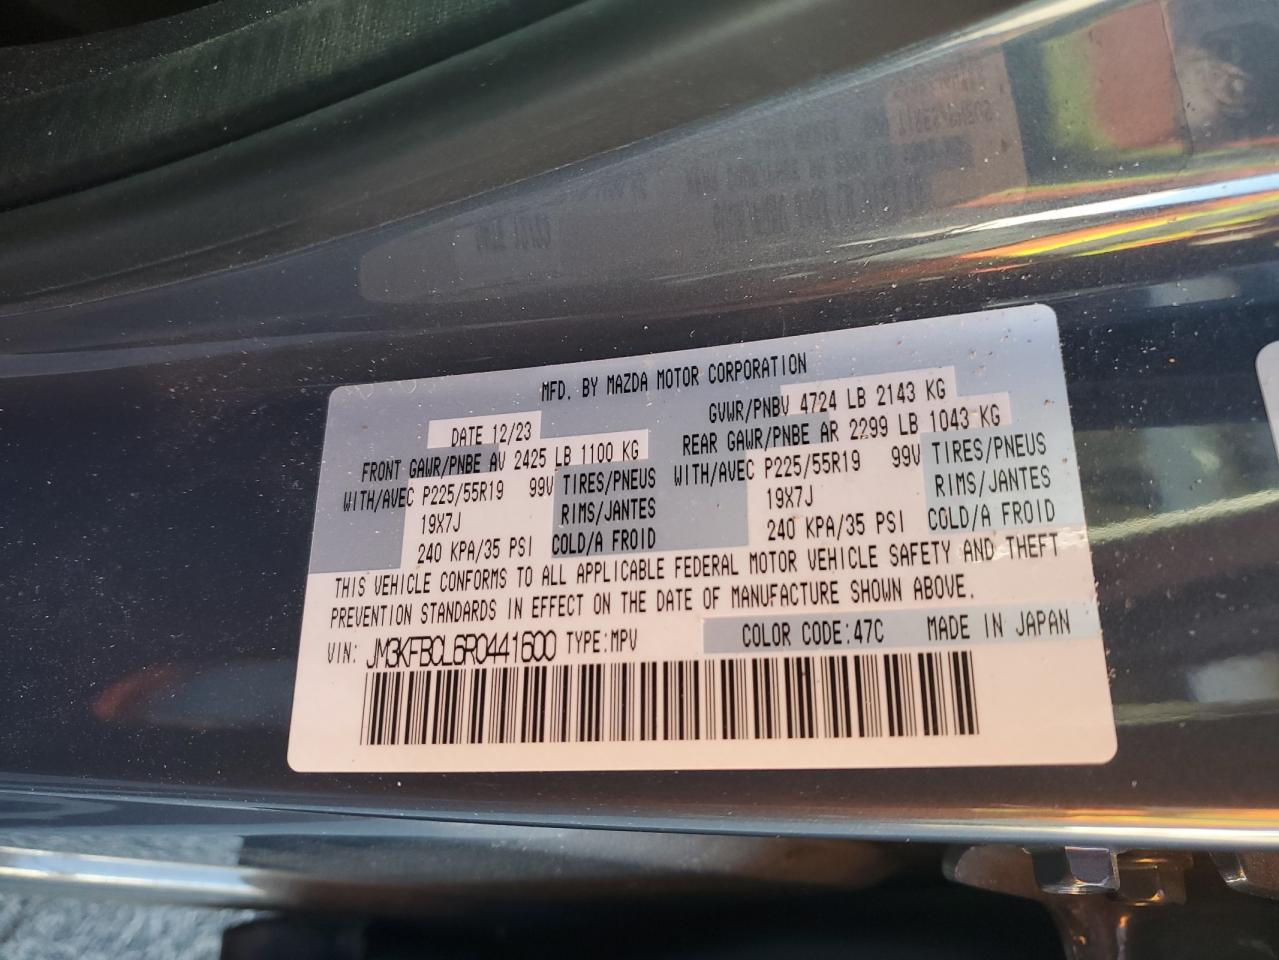 MFD. BY MAZDA MOTOR CORPORATION
DATE 12/23 GVWR/PNBV 4724 LB 2143 KG
FRONT GAWR/PNBE AV 2425 LB 1100 KG REAR GAWR/PNBE AR 2299 LB 1043 KG
WITH/AVEC P225/55R19 99V TIRES/PNEUS WITH/AVEC P225/55R19 99V TIRES/PNEUS
19X7J RIMS/JANTES 19X7J RIMS/JANTES
240 KPA/35 PSI COLD/A FROID 240 KPA/35 PSI COLD/A FROID
THIS VEHICLE CONFORMS TO ALL APPLICABLE FEDERAL MOTOR VEHICLE SAFETY AND THEFT
PREVENTION STANDARDS IN EFFECT ON THE DATE OF MANUFACTURE SHOWN ABOVE.
VIN: JM3KFBCL6R0441600 TYPE:MPV COLOR CODE:47C MADE IN JAPAN